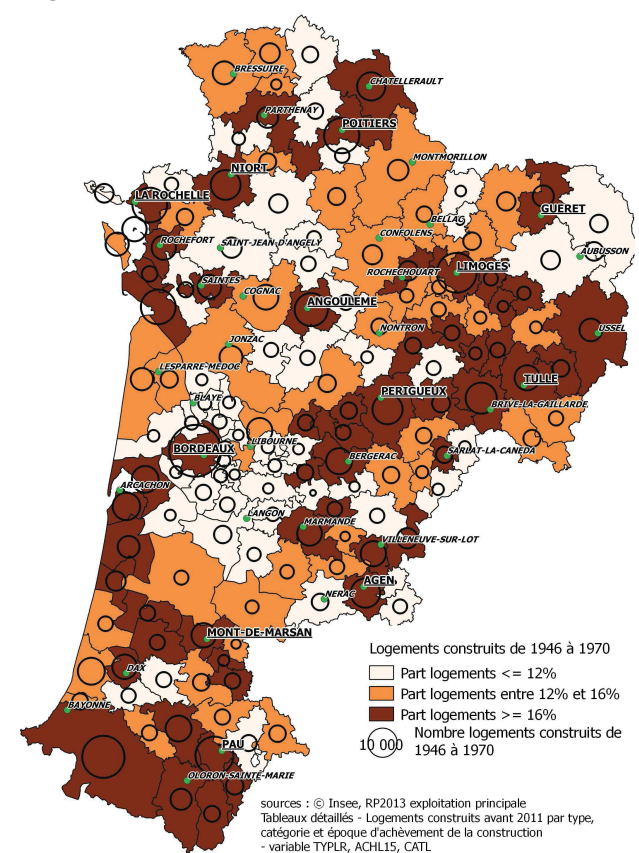 BRESSUIRE
CHATELLERAULT
PARTHENAY
POITIERS
MONTMORILLON
NIORT
LA ROCHELLE
GUERET
BELLAC
ROCHEFORT
SAINT-JEAN-D'ANGELY
CONFOLENS
AUBUSSON
LIMOGES
ROCHECHOUART
SAINTES
COGNAC
ANGOULEME
NONTRON
USSEL
JONZAC
LESPARRE-MEDOC
TULLE
PERIGUEUX
BLAYE
BRIVE-LA-GAILLARDE
LIBOURNE
BORDEAUX
BERGERAC
SARLAT-LA-CANEDA
ARCACHON
LANGON
MARMANDE
VILLENEUVE-SUR-LOT
AGEN
NERAC
MONT-DE-MARSAN
DAX
BAYONNE
PAU
OLORON-SAINTE-MARIE
Logements construits de 1946 à 1970
Part logements <= 12%
Part logements entre 12% et 16%
Part logements >= 16%
10 000 Nombre logements construits de
1946 à 1970
sources : © Insee, RP2013 exploitation principale
Tableaux détaillés - Logements construits avant 2011 par type,
catégorie et époque d'achèvement de la construction
- variable TYPLR, ACHL15, CATL